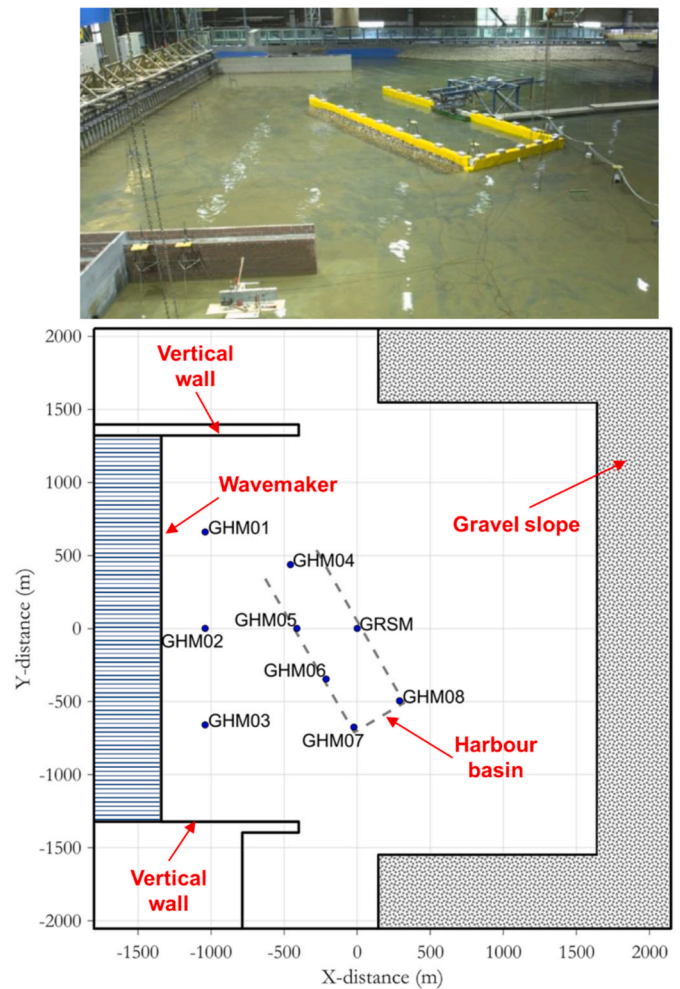 2000
1500
1000
500
0
-500
-1000
-1500
-2000
Y-distance (m)
Vertical
wall
Wavemaker
Gravel slope
GHM01
GHM04
GHM02
GHM05
GRSM
GHM06
GHM08
GHM03
GHM07
Harbour
basin
Vertical
wall
-1500 -1000 -500 0 500 1000 1500 2000
X-distance (m)